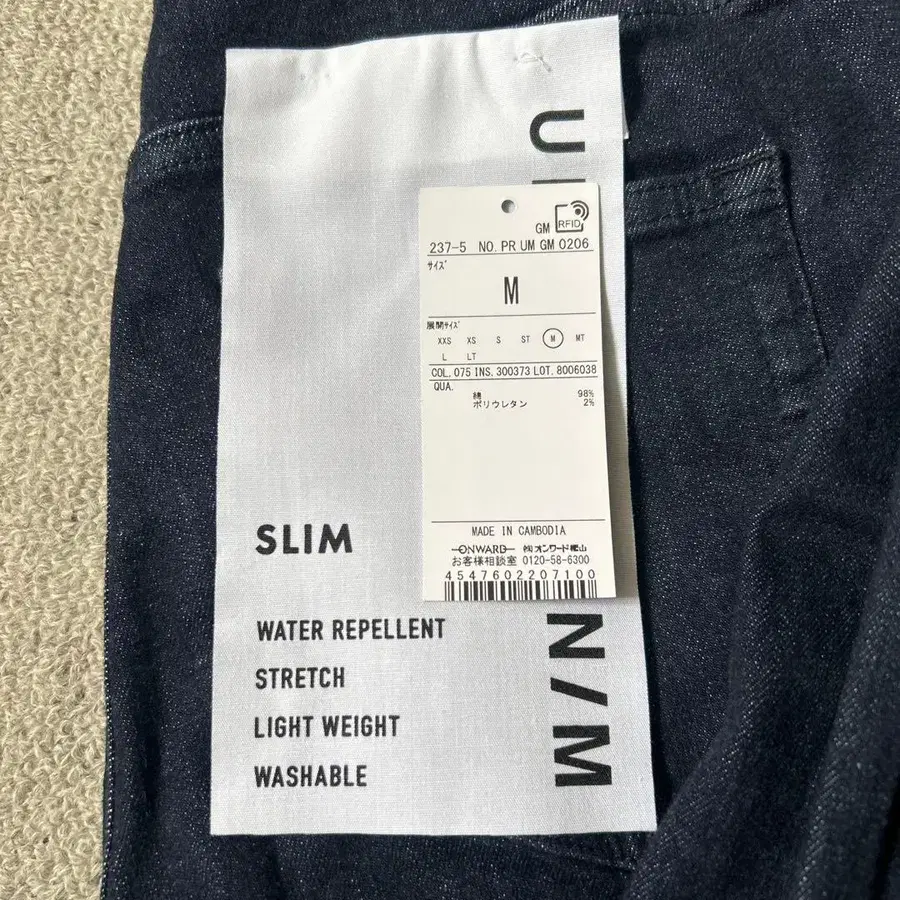 GM RFID
237-5 NO. PR UM GM 0206
サイズ
M
展開サイズ
XXS XS S ST M MT
L LT
COL. 075 INS. 300373 LOT. 8006038
QUA.
綿 98%
ポリウレタン 2%
MADE IN CAMBODIA
ONWARD ㈱オンワード樫山
お客様相談室 0120-58-6300
4547602207100
SLIM
WATER REPELLENT
STRETCH
LIGHT WEIGHT
WASHABLE
N/M